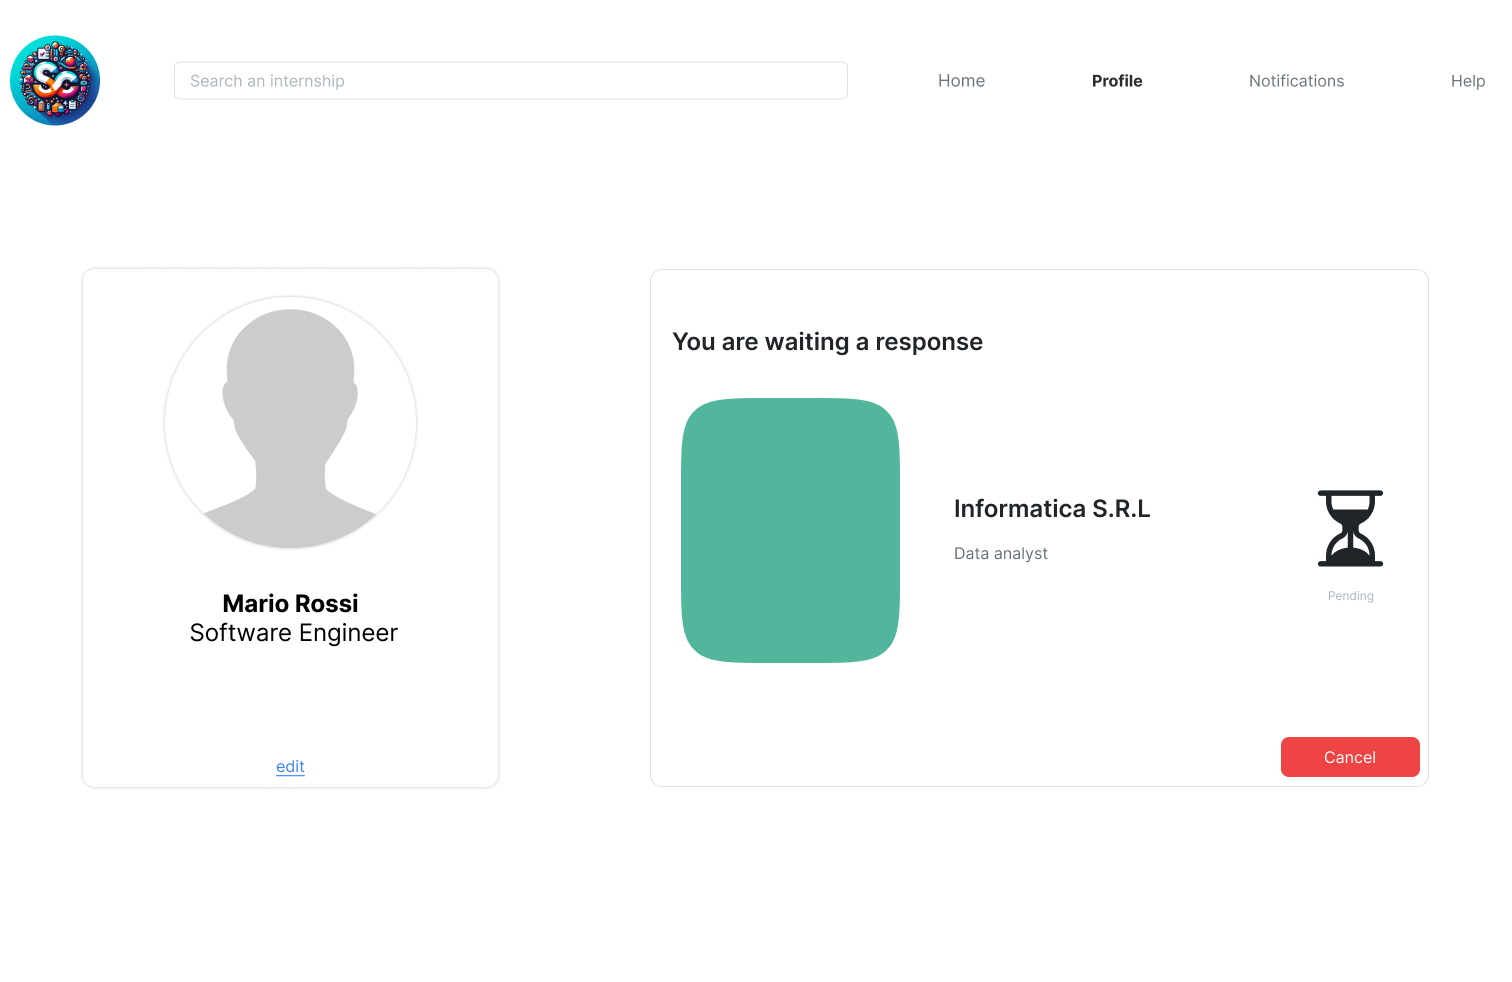 SC
Search an internship
Home
Profile
Notifications
Help
Mario Rossi
Software Engineer
edit
You are waiting a response
Informatica S.R.L
Data analyst
Pending
Cancel